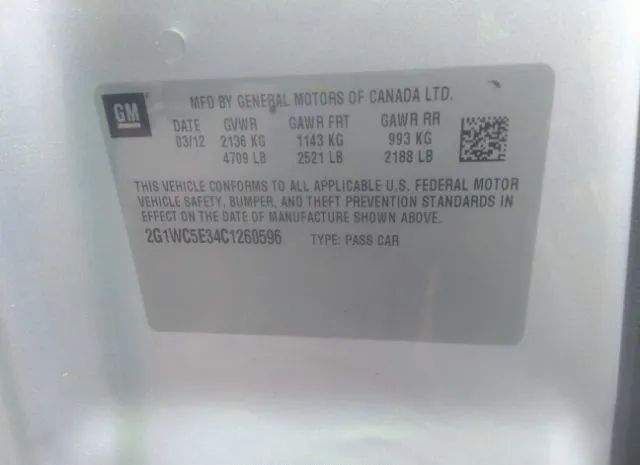 GM
MFD BY GENERAL MOTORS OF CANADA LTD.
DATE GVWR GAWR FRT GAWR RR
03/12 2136 KG 1143 KG 993 KG
4709 LB 2521 LB 2188 LB
THIS VEHICLE CONFORMS TO ALL APPLICABLE U.S. FEDERAL MOTOR
VEHICLE SAFETY, BUMPER, AND THEFT PREVENTION STANDARDS IN
EFFECT ON THE DATE OF MANUFACTURE SHOWN ABOVE.
2G1WC5E34C1260596 TYPE: PASS CAR